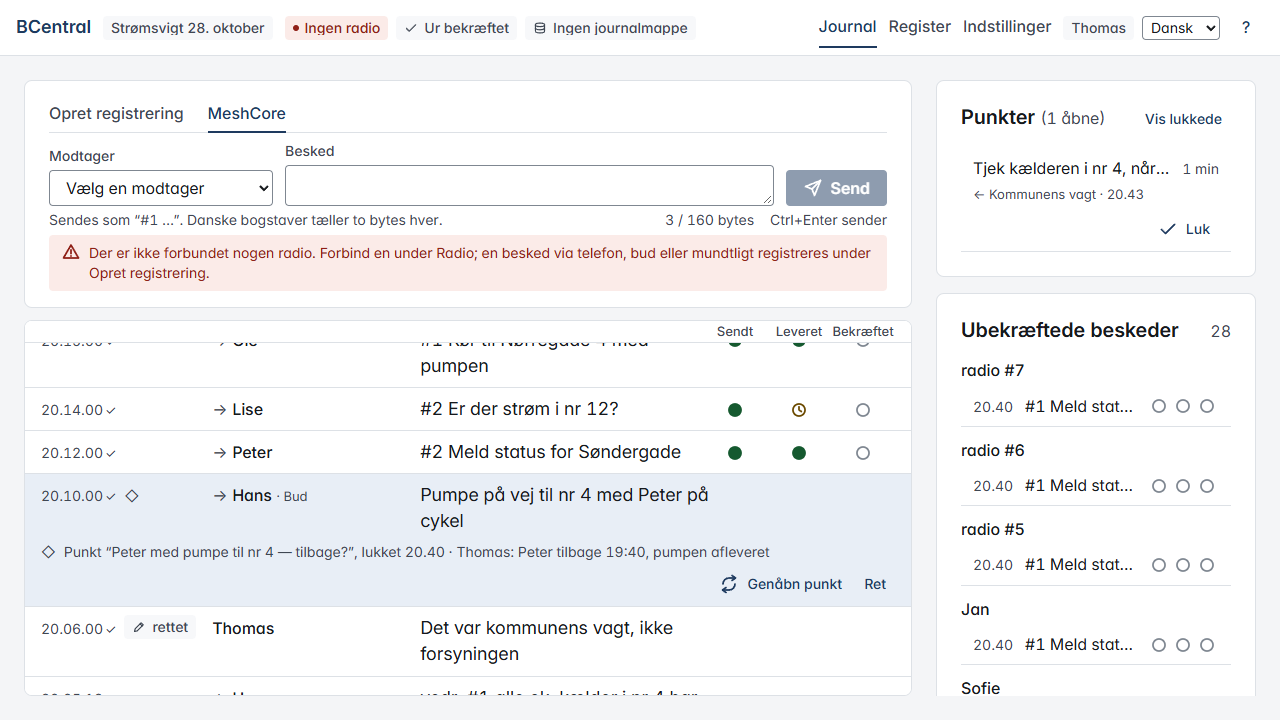 BCentral
Strømsvigt 28. oktober
Ingen radio
Ur bekræftet
Ingen journalmappe
Journal
Register
Indstillinger
Thomas
Dansk
?
Opret registrering
MeshCore
Modtager
Besked
Vælg en modtager
Send
Sendes som “#1 …”. Danske bogstaver tæller to bytes hver.
3 / 160 bytes
Ctrl+Enter sender
Der er ikke forbundet nogen radio. Forbind en under Radio; en besked via telefon, bud eller mundtligt registreres under
Opret registrering.
Sendt Leveret Bekræftet
pumpen
20.14.00 ✓ → Lise #2 Er der strøm i nr 12?
20.12.00 ✓ → Peter #2 Meld status for Søndergade
20.10.00 ✓ ◇ → Hans · Bud Pumpe på vej til nr 4 med Peter på
cykel
◇ Punkt “Peter med pumpe til nr 4 — tilbage?”, lukket 20.40 · Thomas: Peter tilbage 19:40, pumpen afleveret
Genåbn punkt
Ret
20.06.00 ✓ rettet Thomas Det var kommunens vagt, ikke
forsyningen
Punkter (1 åbne)
Vis lukkede
Tjek kælderen i nr 4, når… 1 min
← Kommunens vagt · 20.43
Luk
Ubekræftede beskeder 28
radio #7
20.40 #1 Meld stat…
radio #6
20.40 #1 Meld stat…
radio #5
20.40 #1 Meld stat…
Jan
20.40 #1 Meld stat…
Sofie